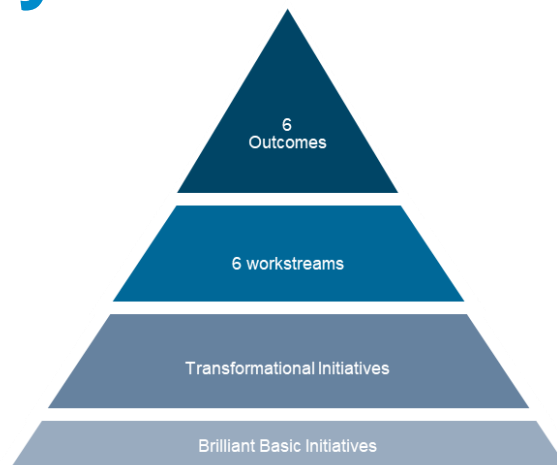 6
Outcomes
6 workstreams
Transformational Initiatives
Brilliant Basic Initiatives